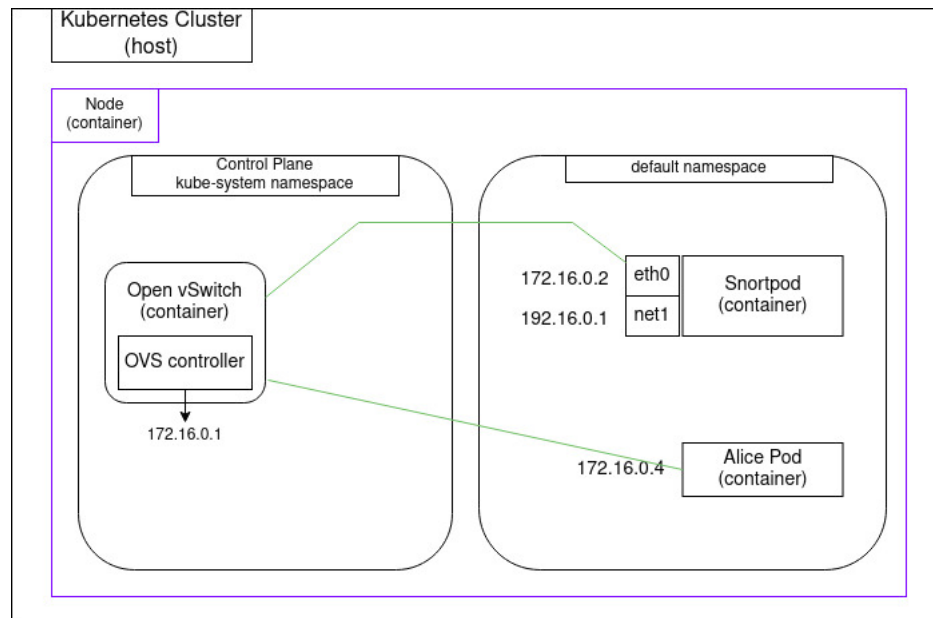 Kubernetes Cluster
(host)
Node
(container)
Control Plane
kube-system namespace
default namespace
Open vSwitch
(container)
OVS controller
172.16.0.1
172.16.0.2
eth0
Snortpod
(container)
192.16.0.1
net1
172.16.0.4
Alice Pod
(container)